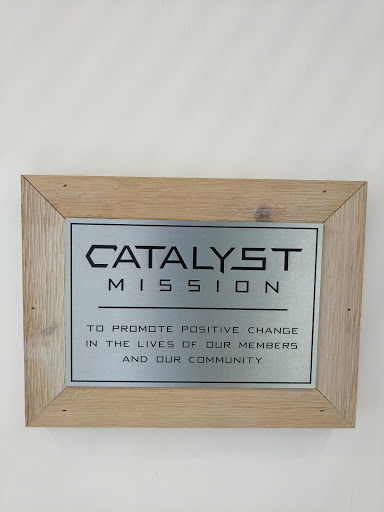 CATALYST
MISSION
TO PROMOTE POSITIVE CHANGE
IN THE LIVES OF OUR MEMBERS
AND OUR COMMUNITY